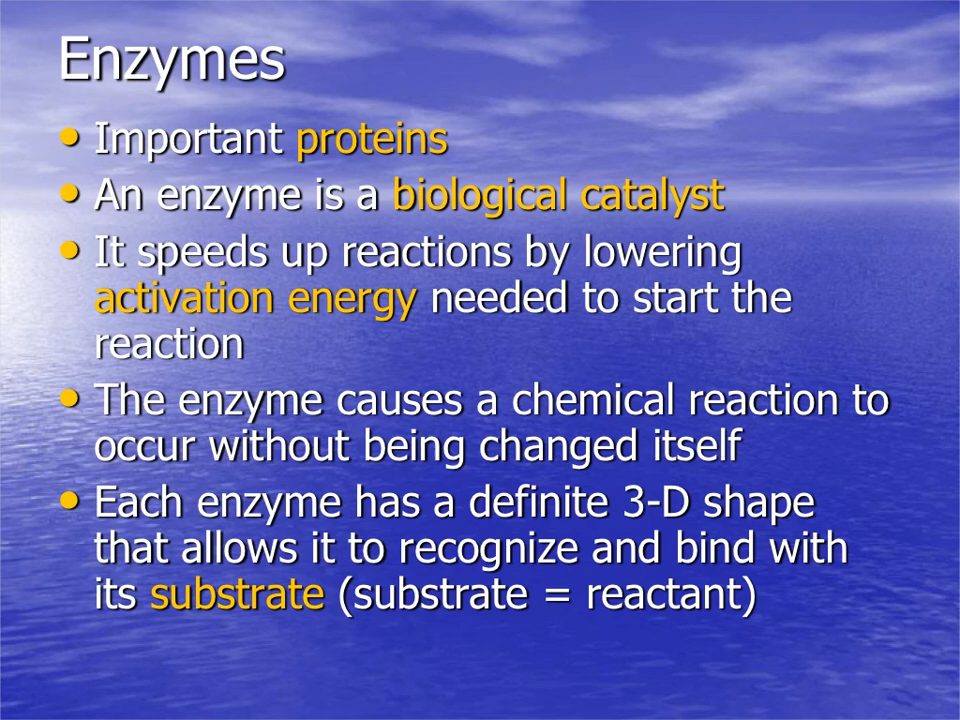 Enzymes
• Important proteins
• An enzyme is a biological catalyst
• It speeds up reactions by lowering
activation energy needed to start the
reaction
• The enzyme causes a chemical reaction to
occur without being changed itself
• Each enzyme has a definite 3-D shape
that allows it to recognize and bind with
its substrate (substrate = reactant)